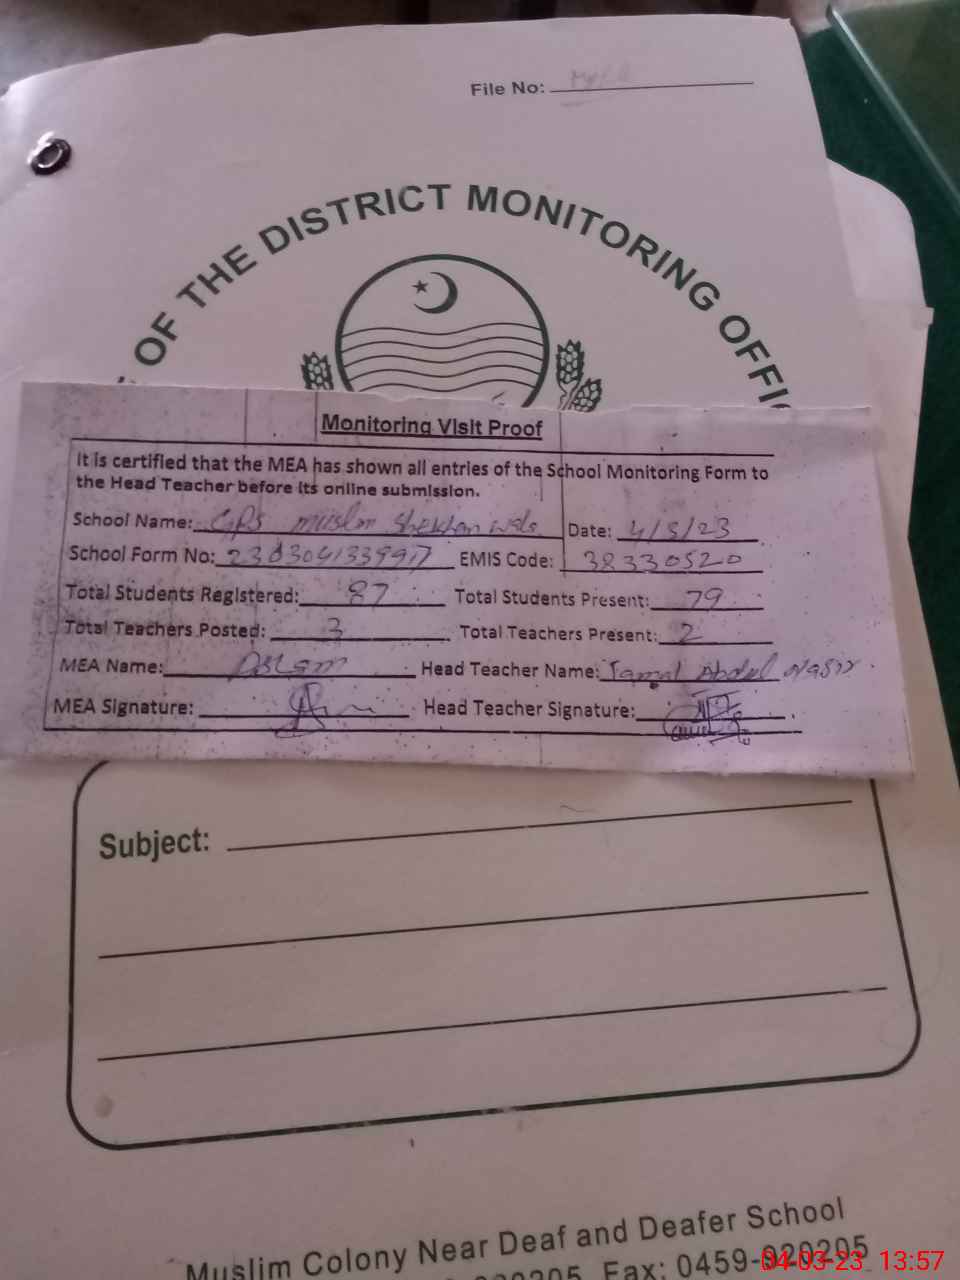 File No:
OF THE DISTRICT MONITORING OFFI
Monitoring Visit Proof
It is certified that the MEA has shown all entries of the School Monitoring Form to
the Head Teacher before its online submission.
School Name: GPS Muslim Date: 4/3/23
School Form No: EMIS Code: 38330520
Total Students Registered: 87 Total Students Present: 79
Total Teachers Posted: 3 Total Teachers Present: 2
MEA Name: Head Teacher Name: Jamal Abdul Nasir
MEA Signature: Head Teacher Signature:
Subject:
Muslim Colony Near Deaf and Deafer School
Fax: 0459-920205
04-03-23 13:57